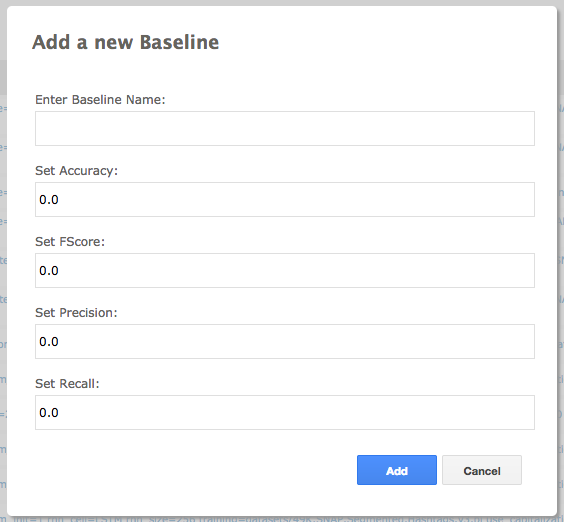 Add a new Baseline
Enter Baseline Name:
Set Accuracy:
0.0
Set FScore:
0.0
Set Precision:
0.0
Set Recall:
0.0
Add Cancel